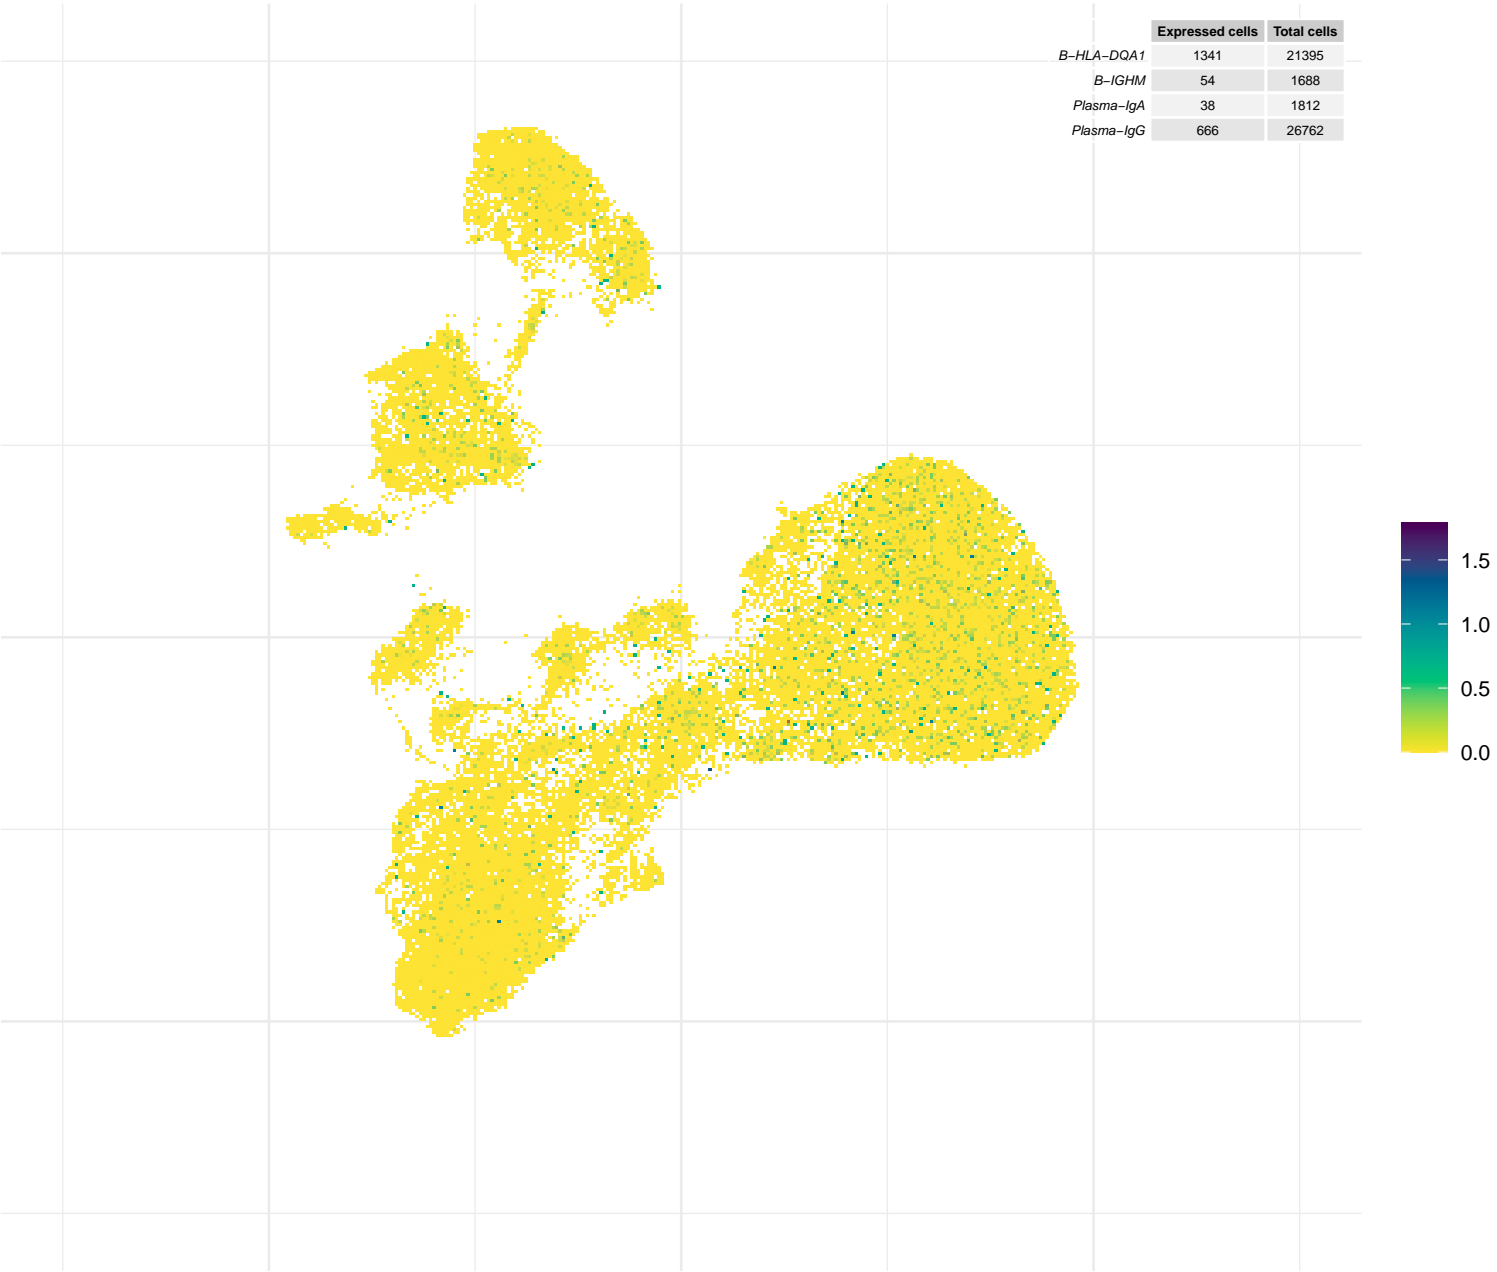 Expressed cells Total cells
B-HLA-DQA1 1341 21395
B-IGHM 54 1688
Plasma-IgA 38 1812
Plasma-IgG 666 26762
1.5
1.0
0.5
0.0